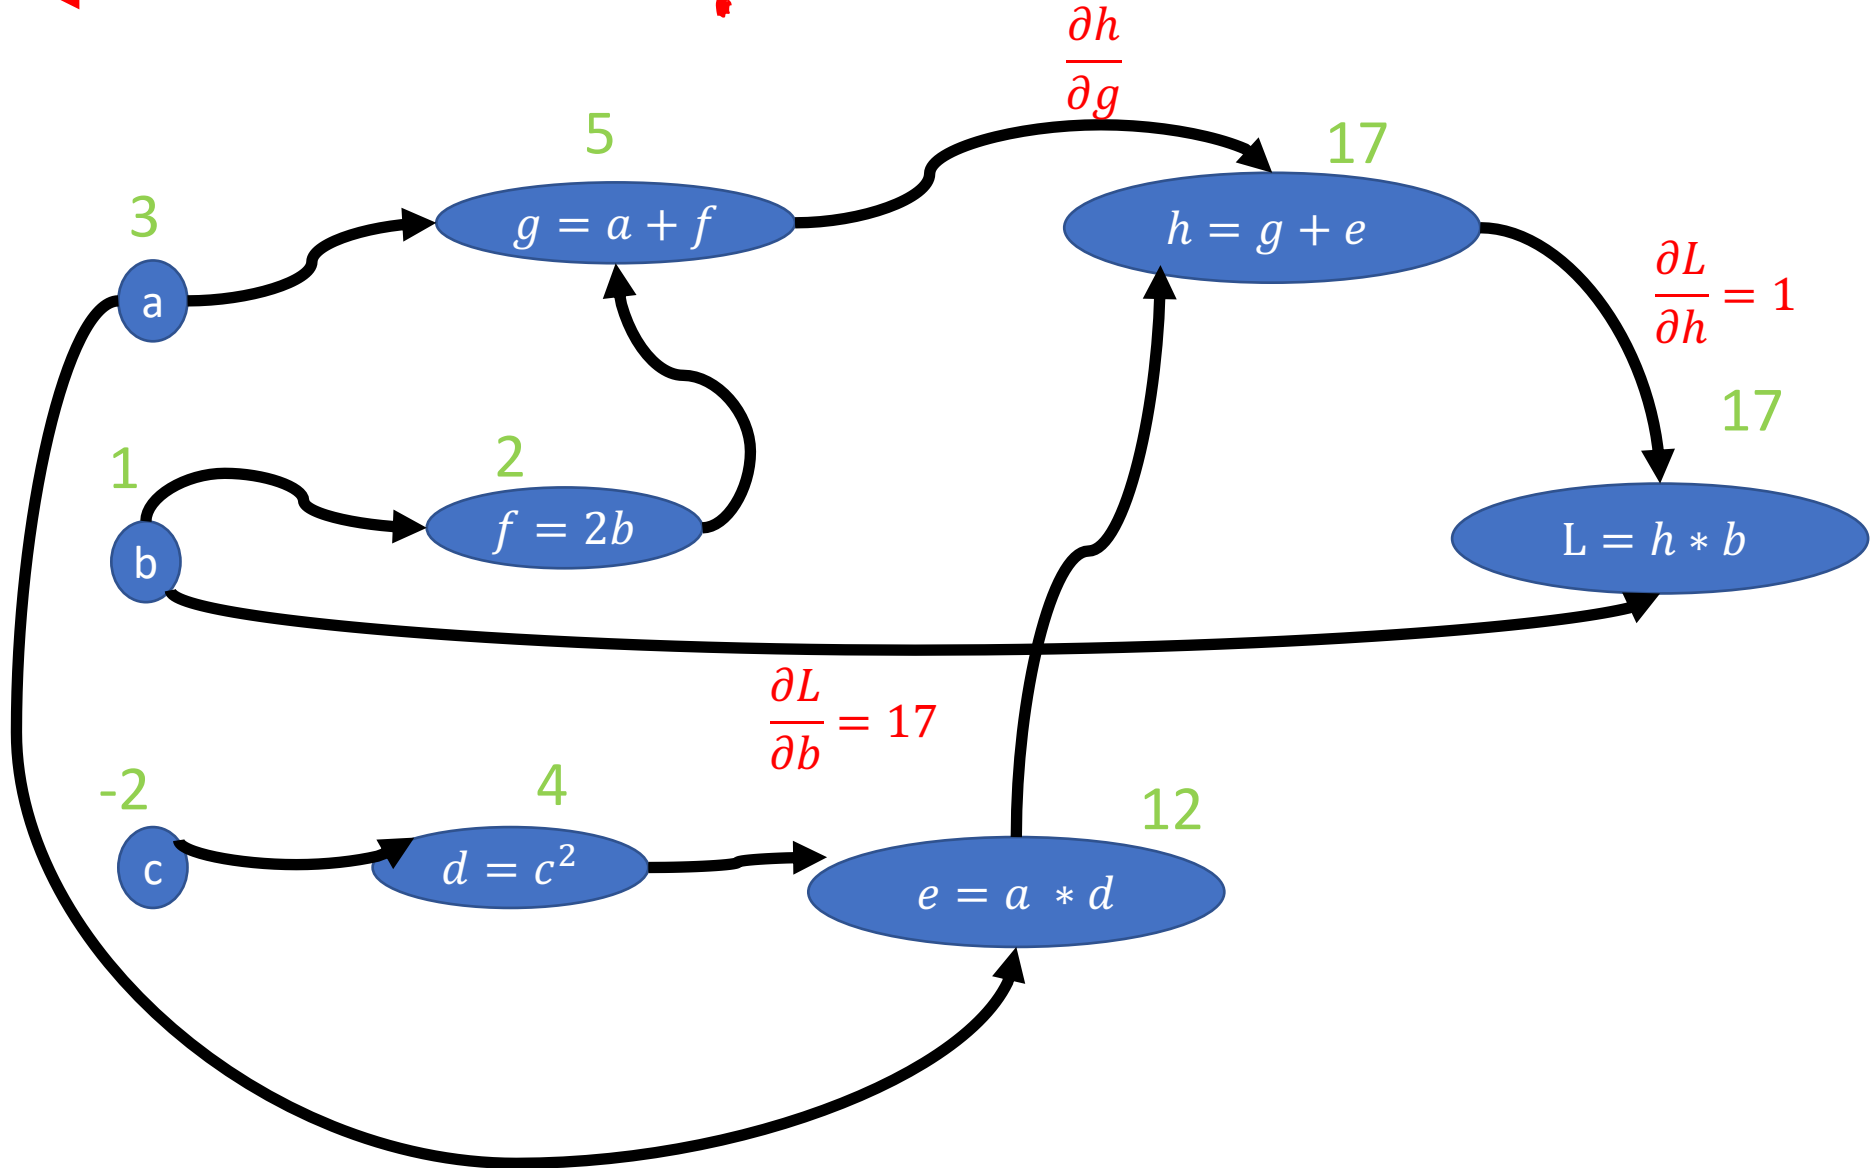 ∂h
∂g
5
17
3
g = a + f
h = g + e
∂L
∂h = 1
a
17
1
2
f = 2b
L = h * b
b
∂L
∂b = 17
-2
4
12
c
d = c²
e = a * d